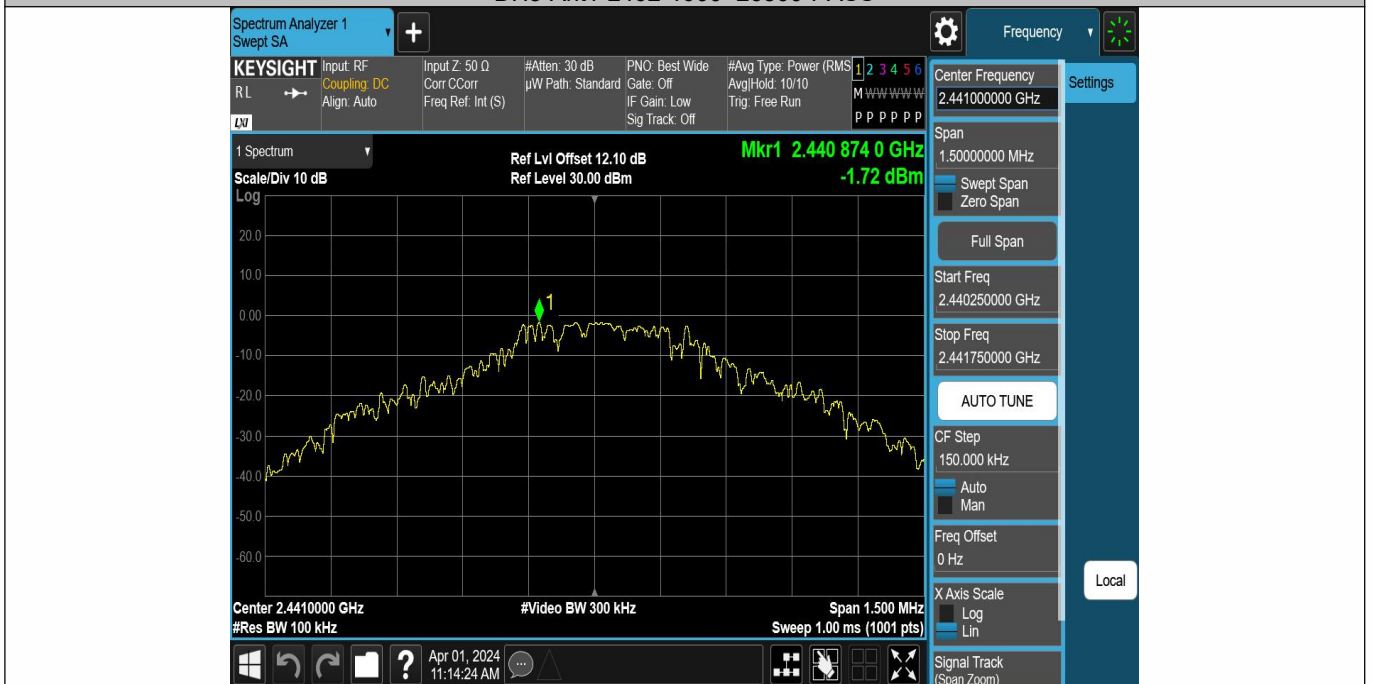 Spectrum Analyzer 1
Swept SA
+
Frequency
KEYSIGHT
RL
LXI
Input: RF
Coupling: DC
Align: Auto
Input Z: 50 Ω
Corr CCorr
Freq Ref: Int (S)
#Atten: 30 dB
µW Path: Standard
PNO: Best Wide
Gate: Off
IF Gain: Low
Sig Track: Off
#Avg Type: Power (RMS
Avg|Hold: 10/10
Trig: Free Run
1 2 3 4 5 6
M W W W W W
P P P P P P
Center Frequency
2.441000000 GHz
Settings
Span
1.50000000 MHz
Swept Span
Zero Span
Full Span
Start Freq
2.440250000 GHz
Stop Freq
2.441750000 GHz
AUTO TUNE
CF Step
150.000 kHz
Auto
Man
Freq Offset
0 Hz
X Axis Scale
Log
Lin
Signal Track
(Span Zoom)
Local
1 Spectrum
Scale/Div 10 dB
Ref Lvl Offset 12.10 dB
Ref Level 30.00 dBm
Mkr1 2.440 874 0 GHz
-1.72 dBm
Log
20.0
10.0
0.00
-10.0
-20.0
-30.0
-40.0
-50.0
-60.0
1
Center 2.4410000 GHz
#Video BW 300 kHz
Span 1.500 MHz
#Res BW 100 kHz
Sweep 1.00 ms (1001 pts)
?
Apr 01, 2024
11:14:24 AM